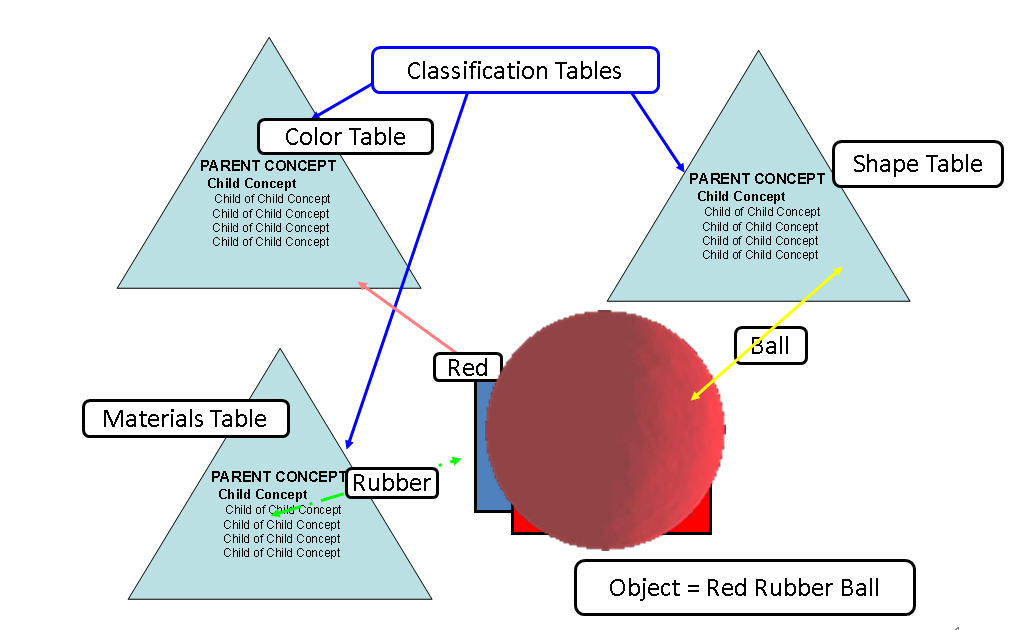 Classification Tables
Color Table
PARENT CONCEPT
Child Concept
Child of Child Concept
Child of Child Concept
Child of Child Concept
Child of Child Concept
Shape Table
PARENT CONCEPT
Child Concept
Child of Child Concept
Child of Child Concept
Child of Child Concept
Child of Child Concept
Ball
Red
Materials Table
PARENT CONCEPT
Child Concept
Child of Child Concept
Child of Child Concept
Child of Child Concept
Child of Child Concept
Rubber
Object = Red Rubber Ball